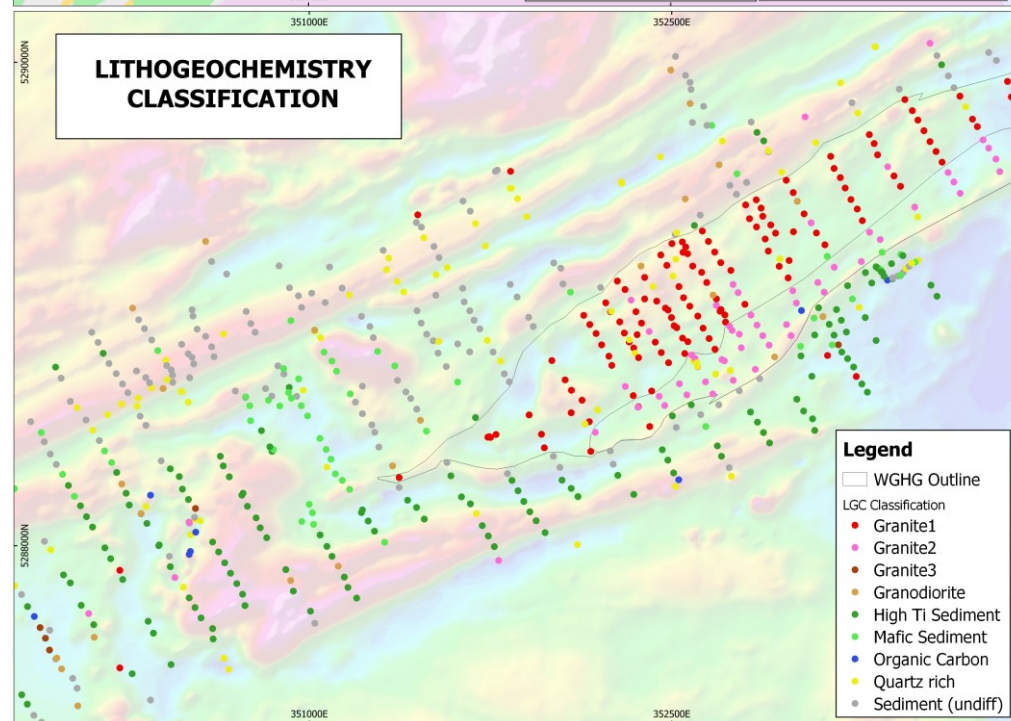 351000E
352500E
5290000N
LITHOGEOCHEMISTRY
CLASSIFICATION
5288000N
Legend
WGHG Outline
LGC Classification
Granite1
Granite2
Granite3
Granodiorite
High Ti Sediment
Mafic Sediment
Organic Carbon
Quartz rich
Sediment (undiff)
351000E
352500E